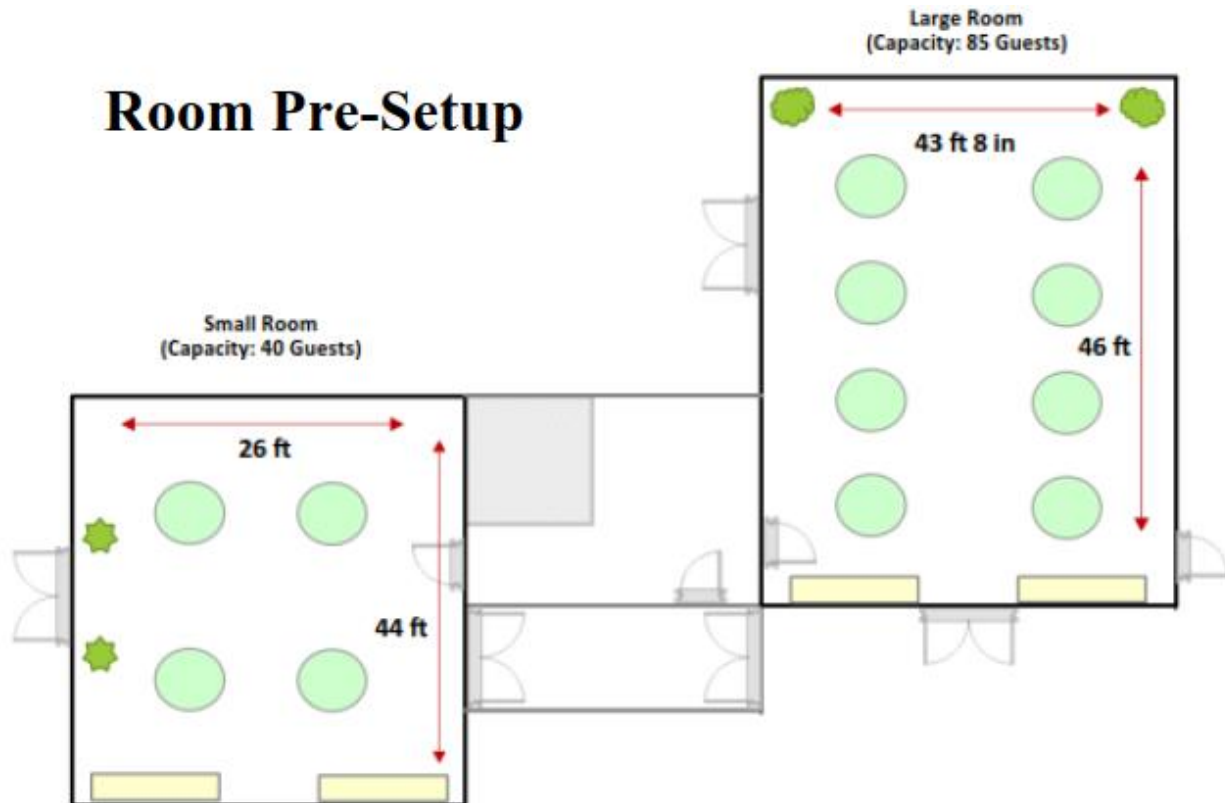 Room Pre-Setup
Large Room
(Capacity: 85 Guests)
43 ft 8 in
46 ft
Small Room
(Capacity: 40 Guests)
26 ft
44 ft